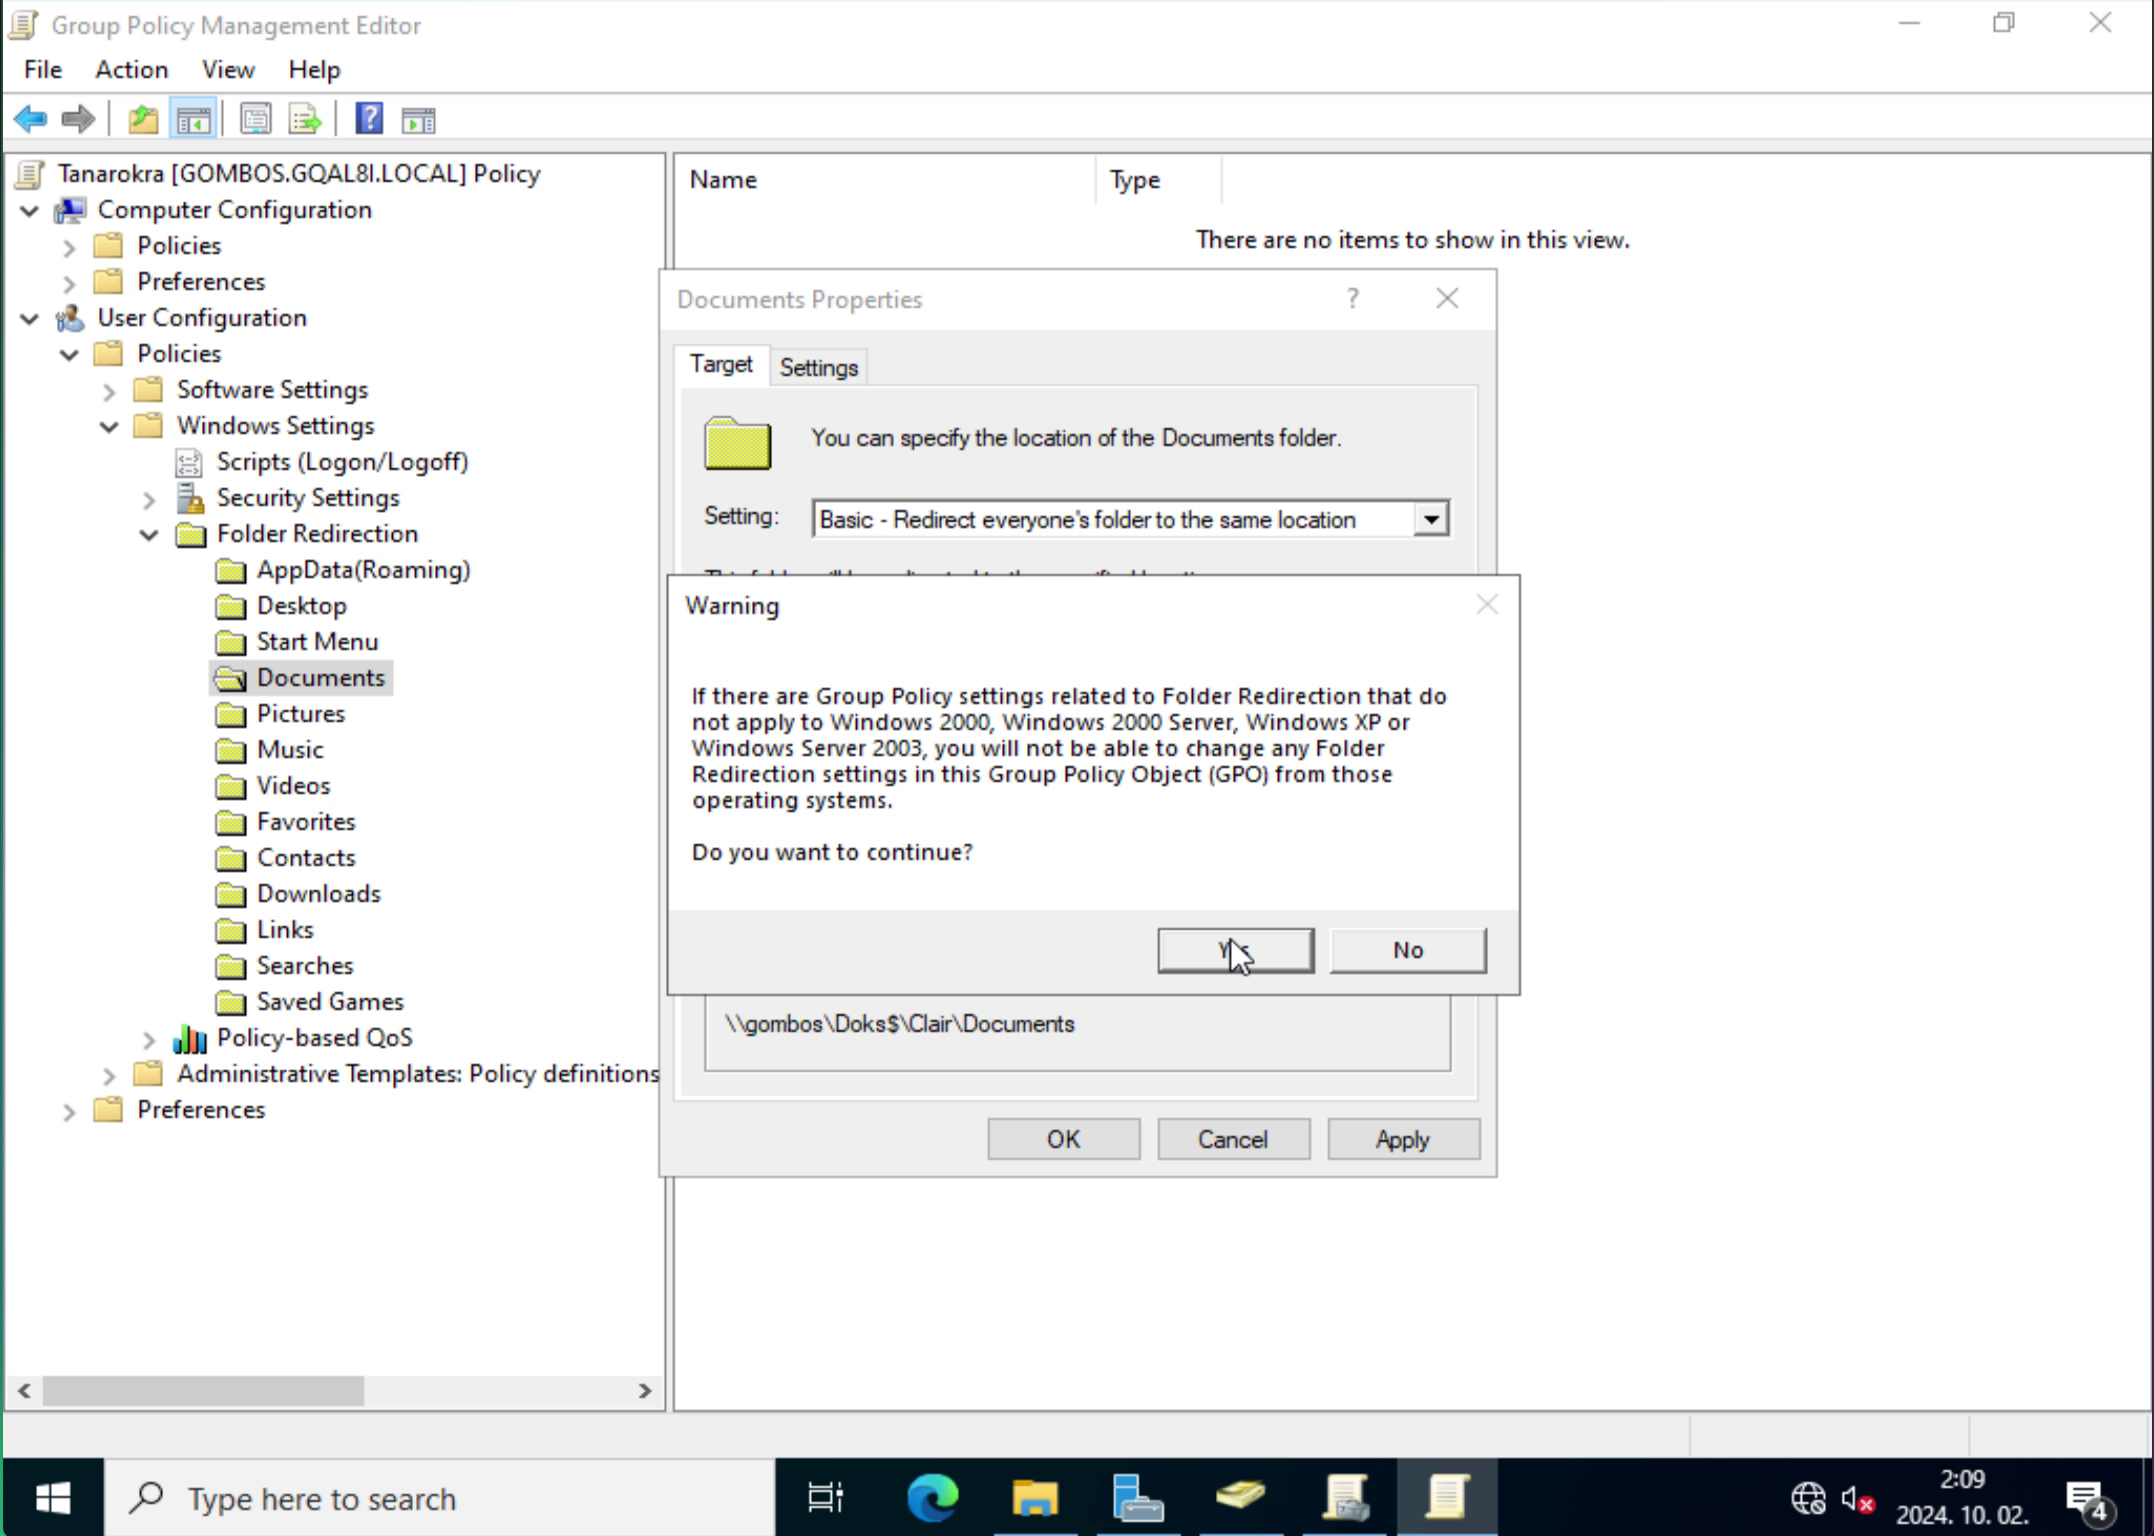 Group Policy Management Editor
File Action View Help
Tanarokra [GOMBOS.GQAL8I.LOCAL] Policy
Computer Configuration
Policies
Preferences
User Configuration
Policies
Software Settings
Windows Settings
Scripts (Logon/Logoff)
Security Settings
Folder Redirection
AppData(Roaming)
Desktop
Start Menu
Documents
Pictures
Music
Videos
Favorites
Contacts
Downloads
Links
Searches
Saved Games
Policy-based QoS
Administrative Templates: Policy definitions
Preferences
Name Type
There are no items to show in this view.
Documents Properties
?
Target Settings
You can specify the location of the Documents folder.
Setting: Basic - Redirect everyone's folder to the same location
Warning
If there are Group Policy settings related to Folder Redirection that do
not apply to Windows 2000, Windows 2000 Server, Windows XP or
Windows Server 2003, you will not be able to change any Folder
Redirection settings in this Group Policy Object (GPO) from those
operating systems.
Do you want to continue?
Yes No
\\gombos\Doks$\Clair\Documents
OK Cancel Apply
Type here to search
2:09
2024. 10. 02.
4